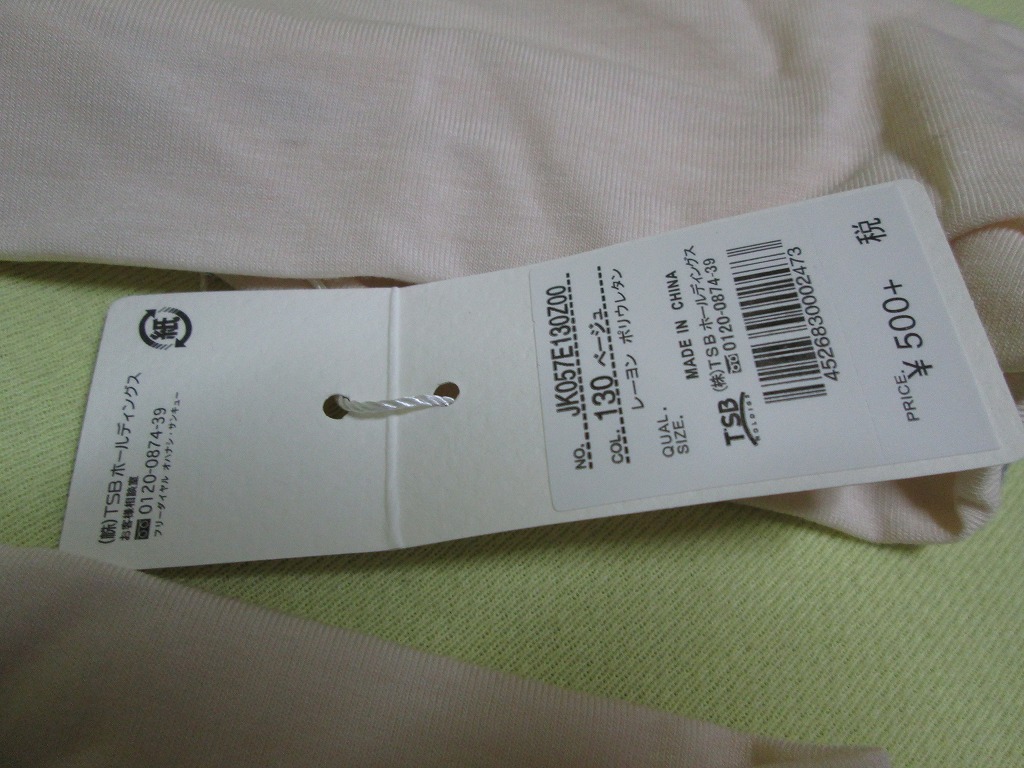 紙
(株)TSBホールディングス
お客様相談室
0120-0874-39
フリーダイヤル オハナシ・サンキュー
NO. JK057E130Z00
COL. 130 ベージュ
レーヨン ポリウレタン
QUAL.
SIZE.
MADE IN CHINA
TSB (株)TSBホールディングス
HOLDINGS 0120-0874-39
4526830002473
PRICE. ¥ 500+ 税